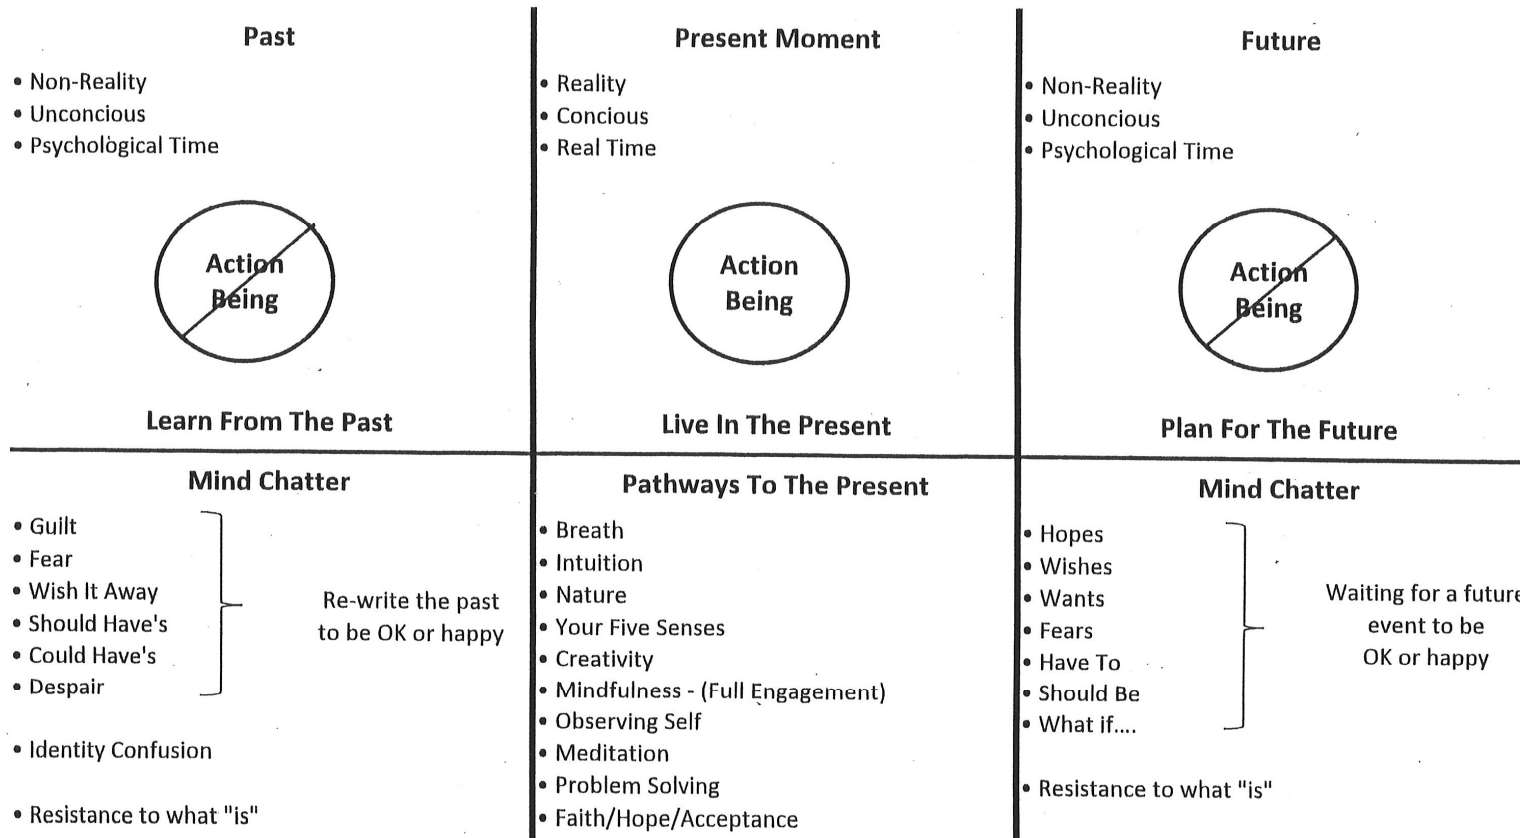 Past
• Non-Reality
• Unconcious
• Psychological Time
Action
Being
Learn From The Past
Present Moment
• Reality
• Concious
• Real Time
Action
Being
Live In The Present
Future
• Non-Reality
• Unconcious
• Psychological Time
Action
Being
Plan For The Future
Mind Chatter
• Guilt
• Fear
• Wish It Away
• Should Have's
• Could Have's
• Despair
Re-write the past
to be OK or happy
• Identity Confusion
• Resistance to what "is"
Pathways To The Present
• Breath
• Intuition
• Nature
• Your Five Senses
• Creativity
• Mindfulness - (Full Engagement)
• Observing Self
• Meditation
• Problem Solving
• Faith/Hope/Acceptance
Mind Chatter
• Hopes
• Wishes
• Wants
• Fears
• Have To
• Should Be
• What if....
Waiting for a future
event to be
OK or happy
• Resistance to what "is"